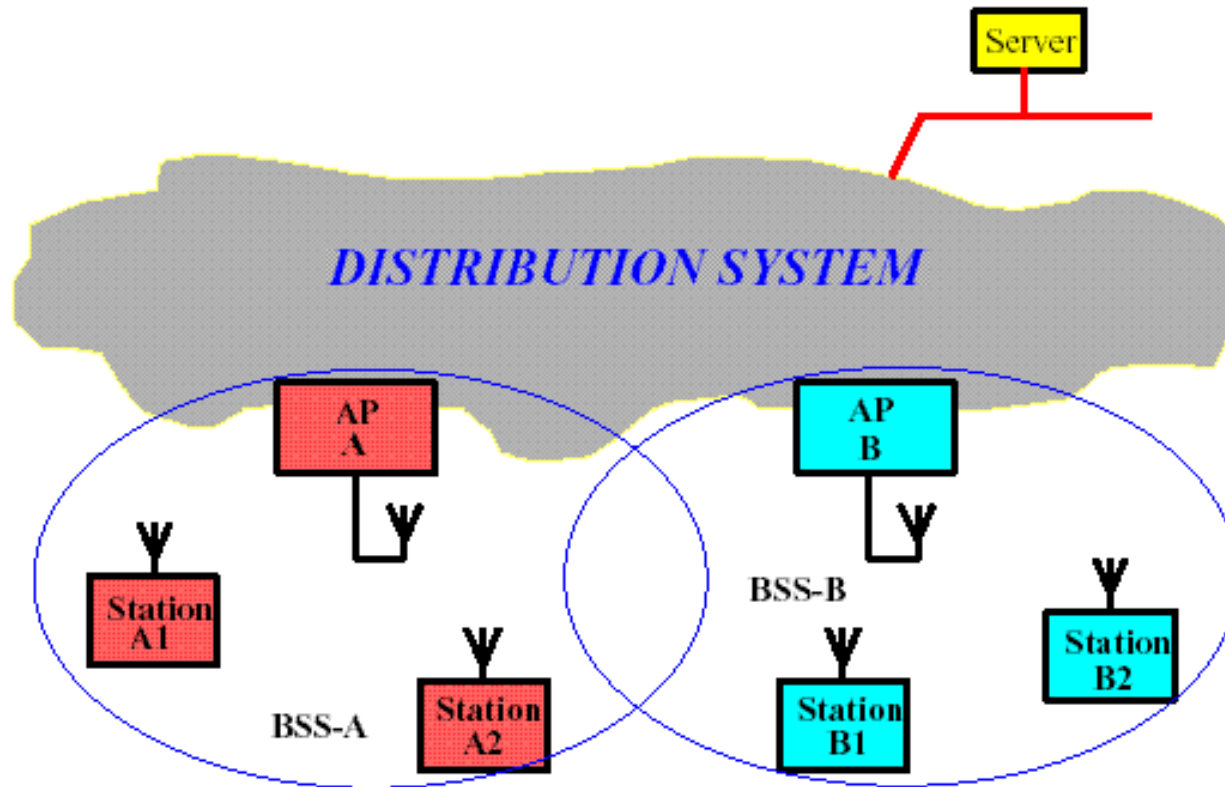 Server
DISTRIBUTION SYSTEM
AP
A
AP
B
Station
A1
BSS-A
Station
A2
BSS-B
Station
B1
Station
B2